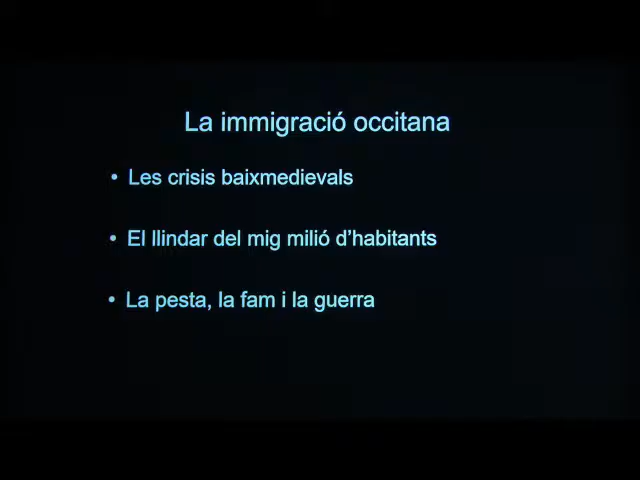 La immigració occitana
• Les crisis baixmedievals
• El llindar del mig milió d’habitants
• La pesta, la fam i la guerra